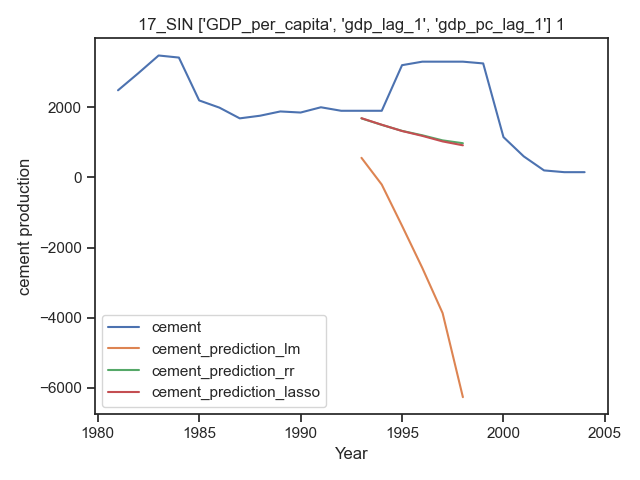 17_SIN ['GDP_per_capita', 'gdp_lag_1', 'gdp_pc_lag_1'] 1
cement production
2000
0
−2000
−4000
−6000
cement
cement_prediction_lm
cement_prediction_rr
cement_prediction_lasso
1980
1985
1990
1995
2000
2005
Year